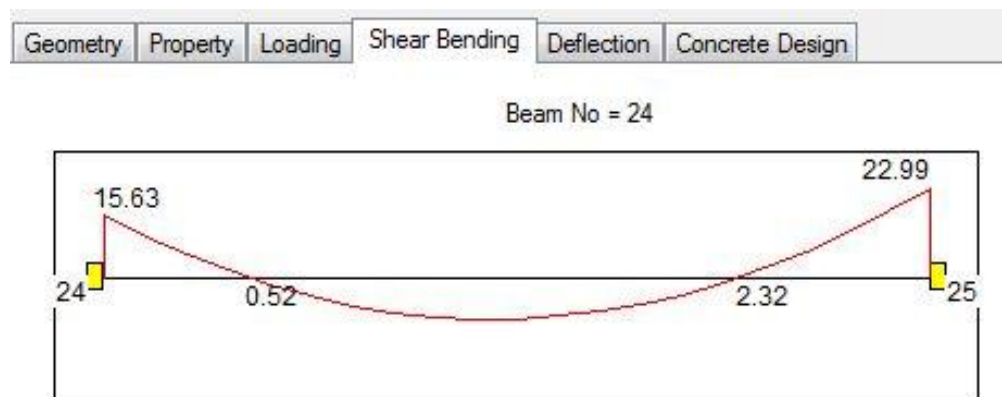 Geometry Property Loading Shear Bending Deflection Concrete Design
Beam No = 24
22.99
15.63
24 0.52 2.32 25